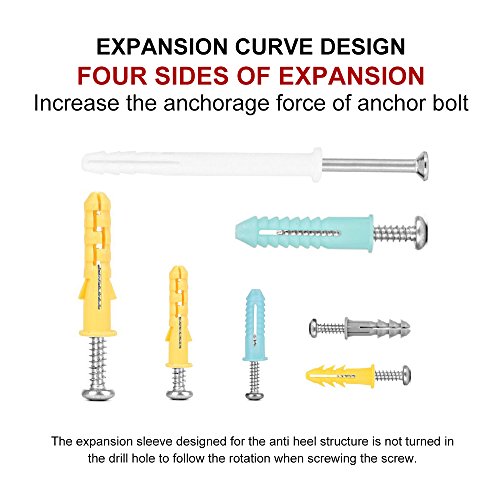 EXPANSION CURVE DESIGN
FOUR SIDES OF EXPANSION
Increase the anchorage force of anchor bolt
The expansion sleeve designed for the anti heel structure is not turned in
the drill hole to follow the rotation when screwing the screw.